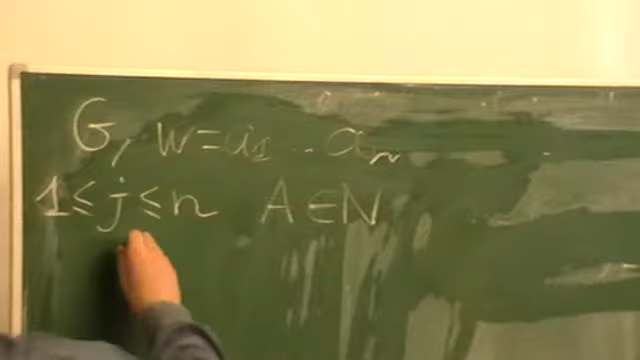 G, w = a₁ .. aₙ
1 ≤ j ≤ n A ∈ N